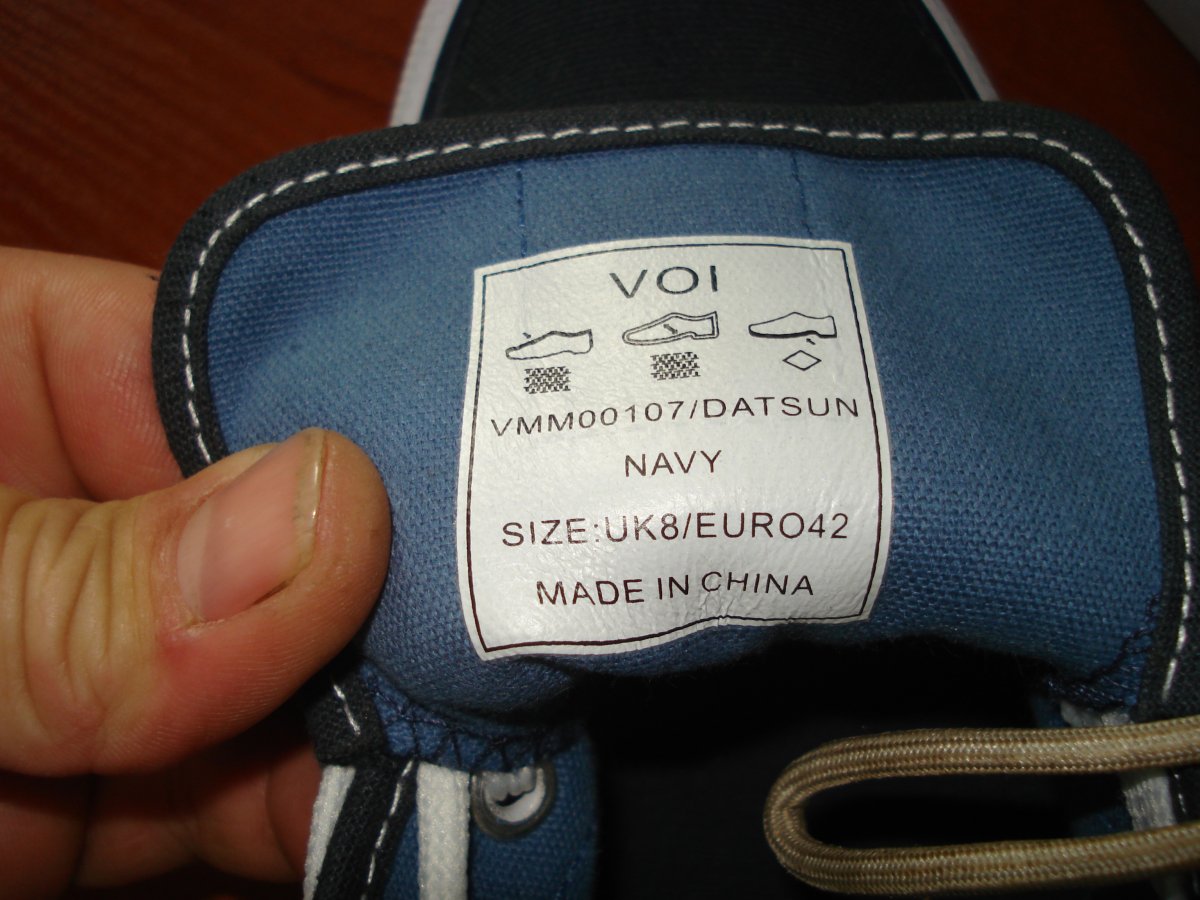 VOI
VMM00107/DATSUN
NAVY
SIZE:UK8/EURO42
MADE IN CHINA